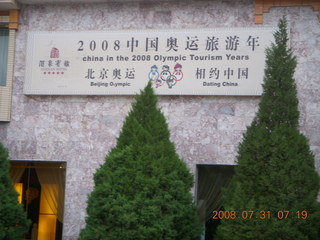 2008中国奥运旅游年
china in the 2008 Olympic Tourism Years
北京奥运 相约中国
Beijing Olympic Dating China
2008.07.31 07:19